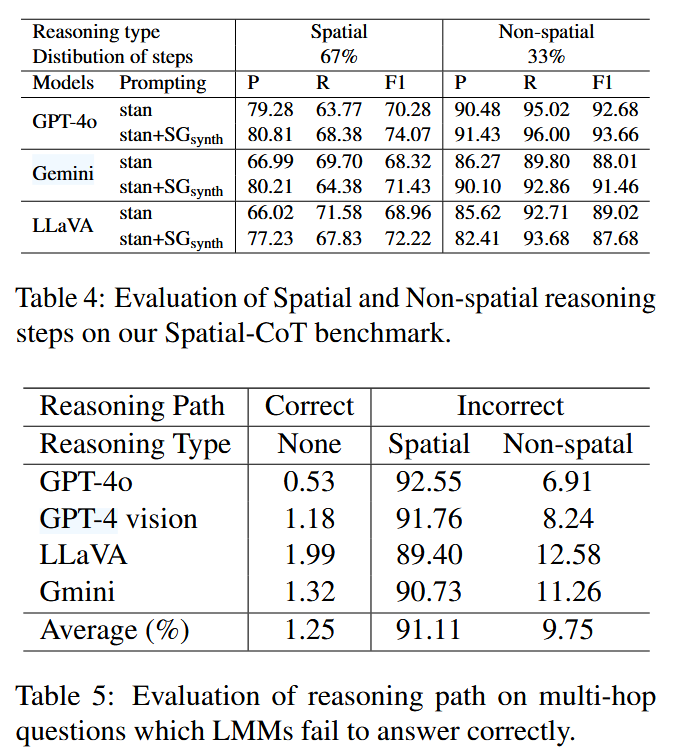 Reasoning type Spatial Non-spatial
Distibution of steps 67% 33%
Models Prompting P R F1 P R F1
GPT-4o stan 79.28 63.77 70.28 90.48 95.02 92.68
stan+SGsynth 80.81 68.38 74.07 91.43 96.00 93.66
Gemini stan 66.99 69.70 68.32 86.27 89.80 88.01
stan+SGsynth 80.21 64.38 71.43 90.10 92.86 91.46
LLaVA stan 66.02 71.58 68.96 85.62 92.71 89.02
stan+SGsynth 77.23 67.83 72.22 82.41 93.68 87.68
Table 4: Evaluation of Spatial and Non-spatial reasoning
steps on our Spatial-CoT benchmark.
Reasoning Path Correct Incorrect
Reasoning Type None Spatial Non-spatal
GPT-4o 0.53 92.55 6.91
GPT-4 vision 1.18 91.76 8.24
LLaVA 1.99 89.40 12.58
Gmini 1.32 90.73 11.26
Average (%) 1.25 91.11 9.75
Table 5: Evaluation of reasoning path on multi-hop
questions which LMMs fail to answer correctly.